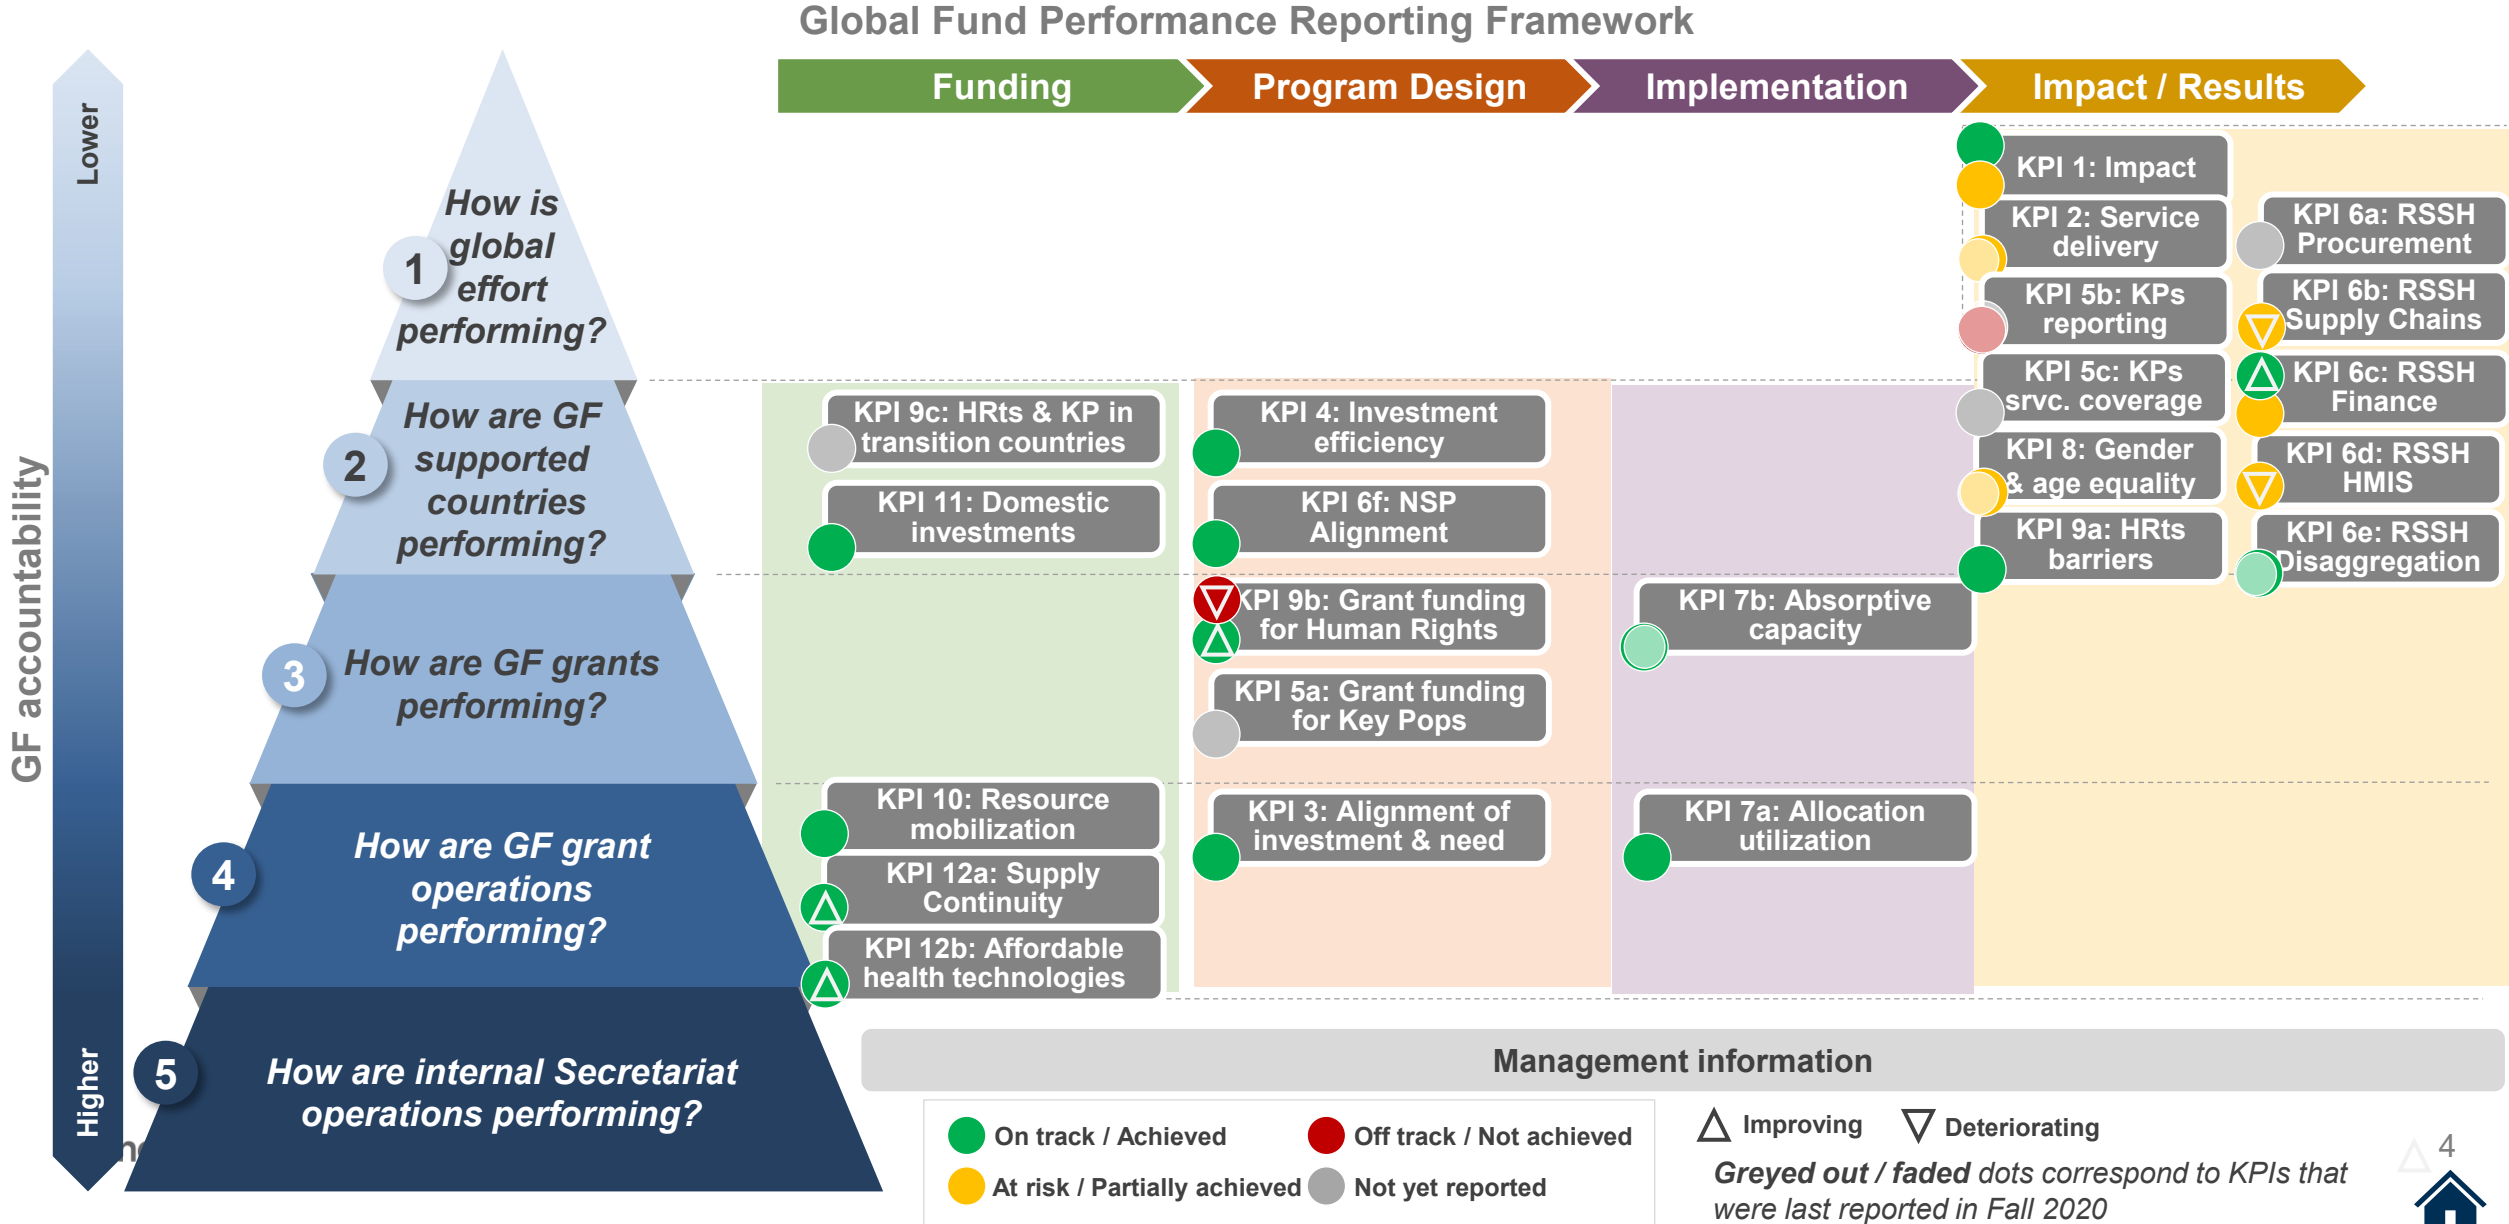 Global Fund Performance Reporting Framework
Funding
Program Design
Implementation
Impact / Results
GF accountability
Lower
Higher
1
How is
global
effort
performing?
2
How are GF
supported
countries
performing?
3
How are GF grants
performing?
4
How are GF grant
operations
performing?
5
How are internal Secretariat
operations performing?
KPI 9c: HRts & KP in
transition countries
KPI 11: Domestic
investments
KPI 10: Resource
mobilization
KPI 12a: Supply
Continuity
KPI 12b: Affordable
health technologies
KPI 4: Investment
efficiency
KPI 6f: NSP
Alignment
KPI 9b: Grant funding
for Human Rights
KPI 5a: Grant funding
for Key Pops
KPI 3: Alignment of
investment & need
KPI 7b: Absorptive
capacity
KPI 7a: Allocation
utilization
KPI 1: Impact
KPI 2: Service
delivery
KPI 5b: KPs
reporting
KPI 5c: KPs
srvc. coverage
KPI 8: Gender
& age equality
KPI 9a: HRts
barriers
KPI 6a: RSSH
Procurement
KPI 6b: RSSH
Supply Chains
KPI 6c: RSSH
Finance
KPI 6d: RSSH
HMIS
KPI 6e: RSSH
Disaggregation
Management information
On track / Achieved
Off track / Not achieved
At risk / Partially achieved
Not yet reported
Improving
Deteriorating
Greyed out / faded dots correspond to KPIs that
were last reported in Fall 2020
4